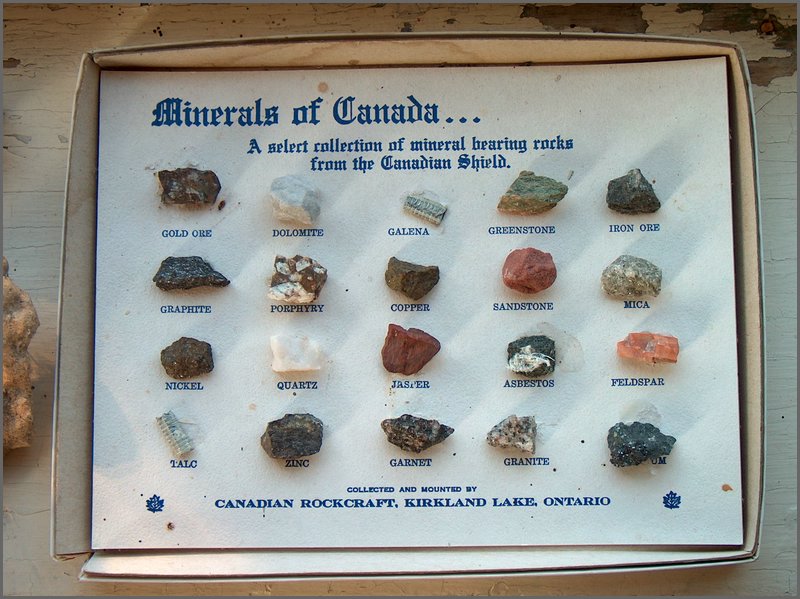 Minerals of Canada...
A select collection of mineral bearing rocks
from the Canadian Shield.
GOLD ORE DOLOMITE GALENA GREENSTONE IRON ORE
GRAPHITE PORPHYRY COPPER SANDSTONE MICA
NICKEL QUARTZ JASPER ASBESTOS FELDSPAR
TALC ZINC GARNET GRANITE
COLLECTED AND MOUNTED BY
CANADIAN ROCKCRAFT, KIRKLAND LAKE, ONTARIO